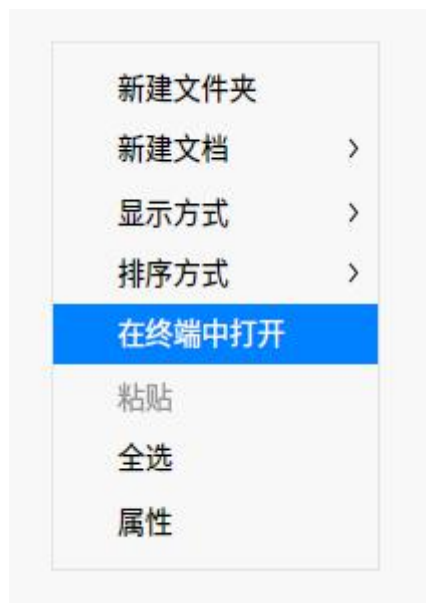 新建文件夹
新建文档
显示方式
排序方式
在终端中打开
粘贴
全选
属性